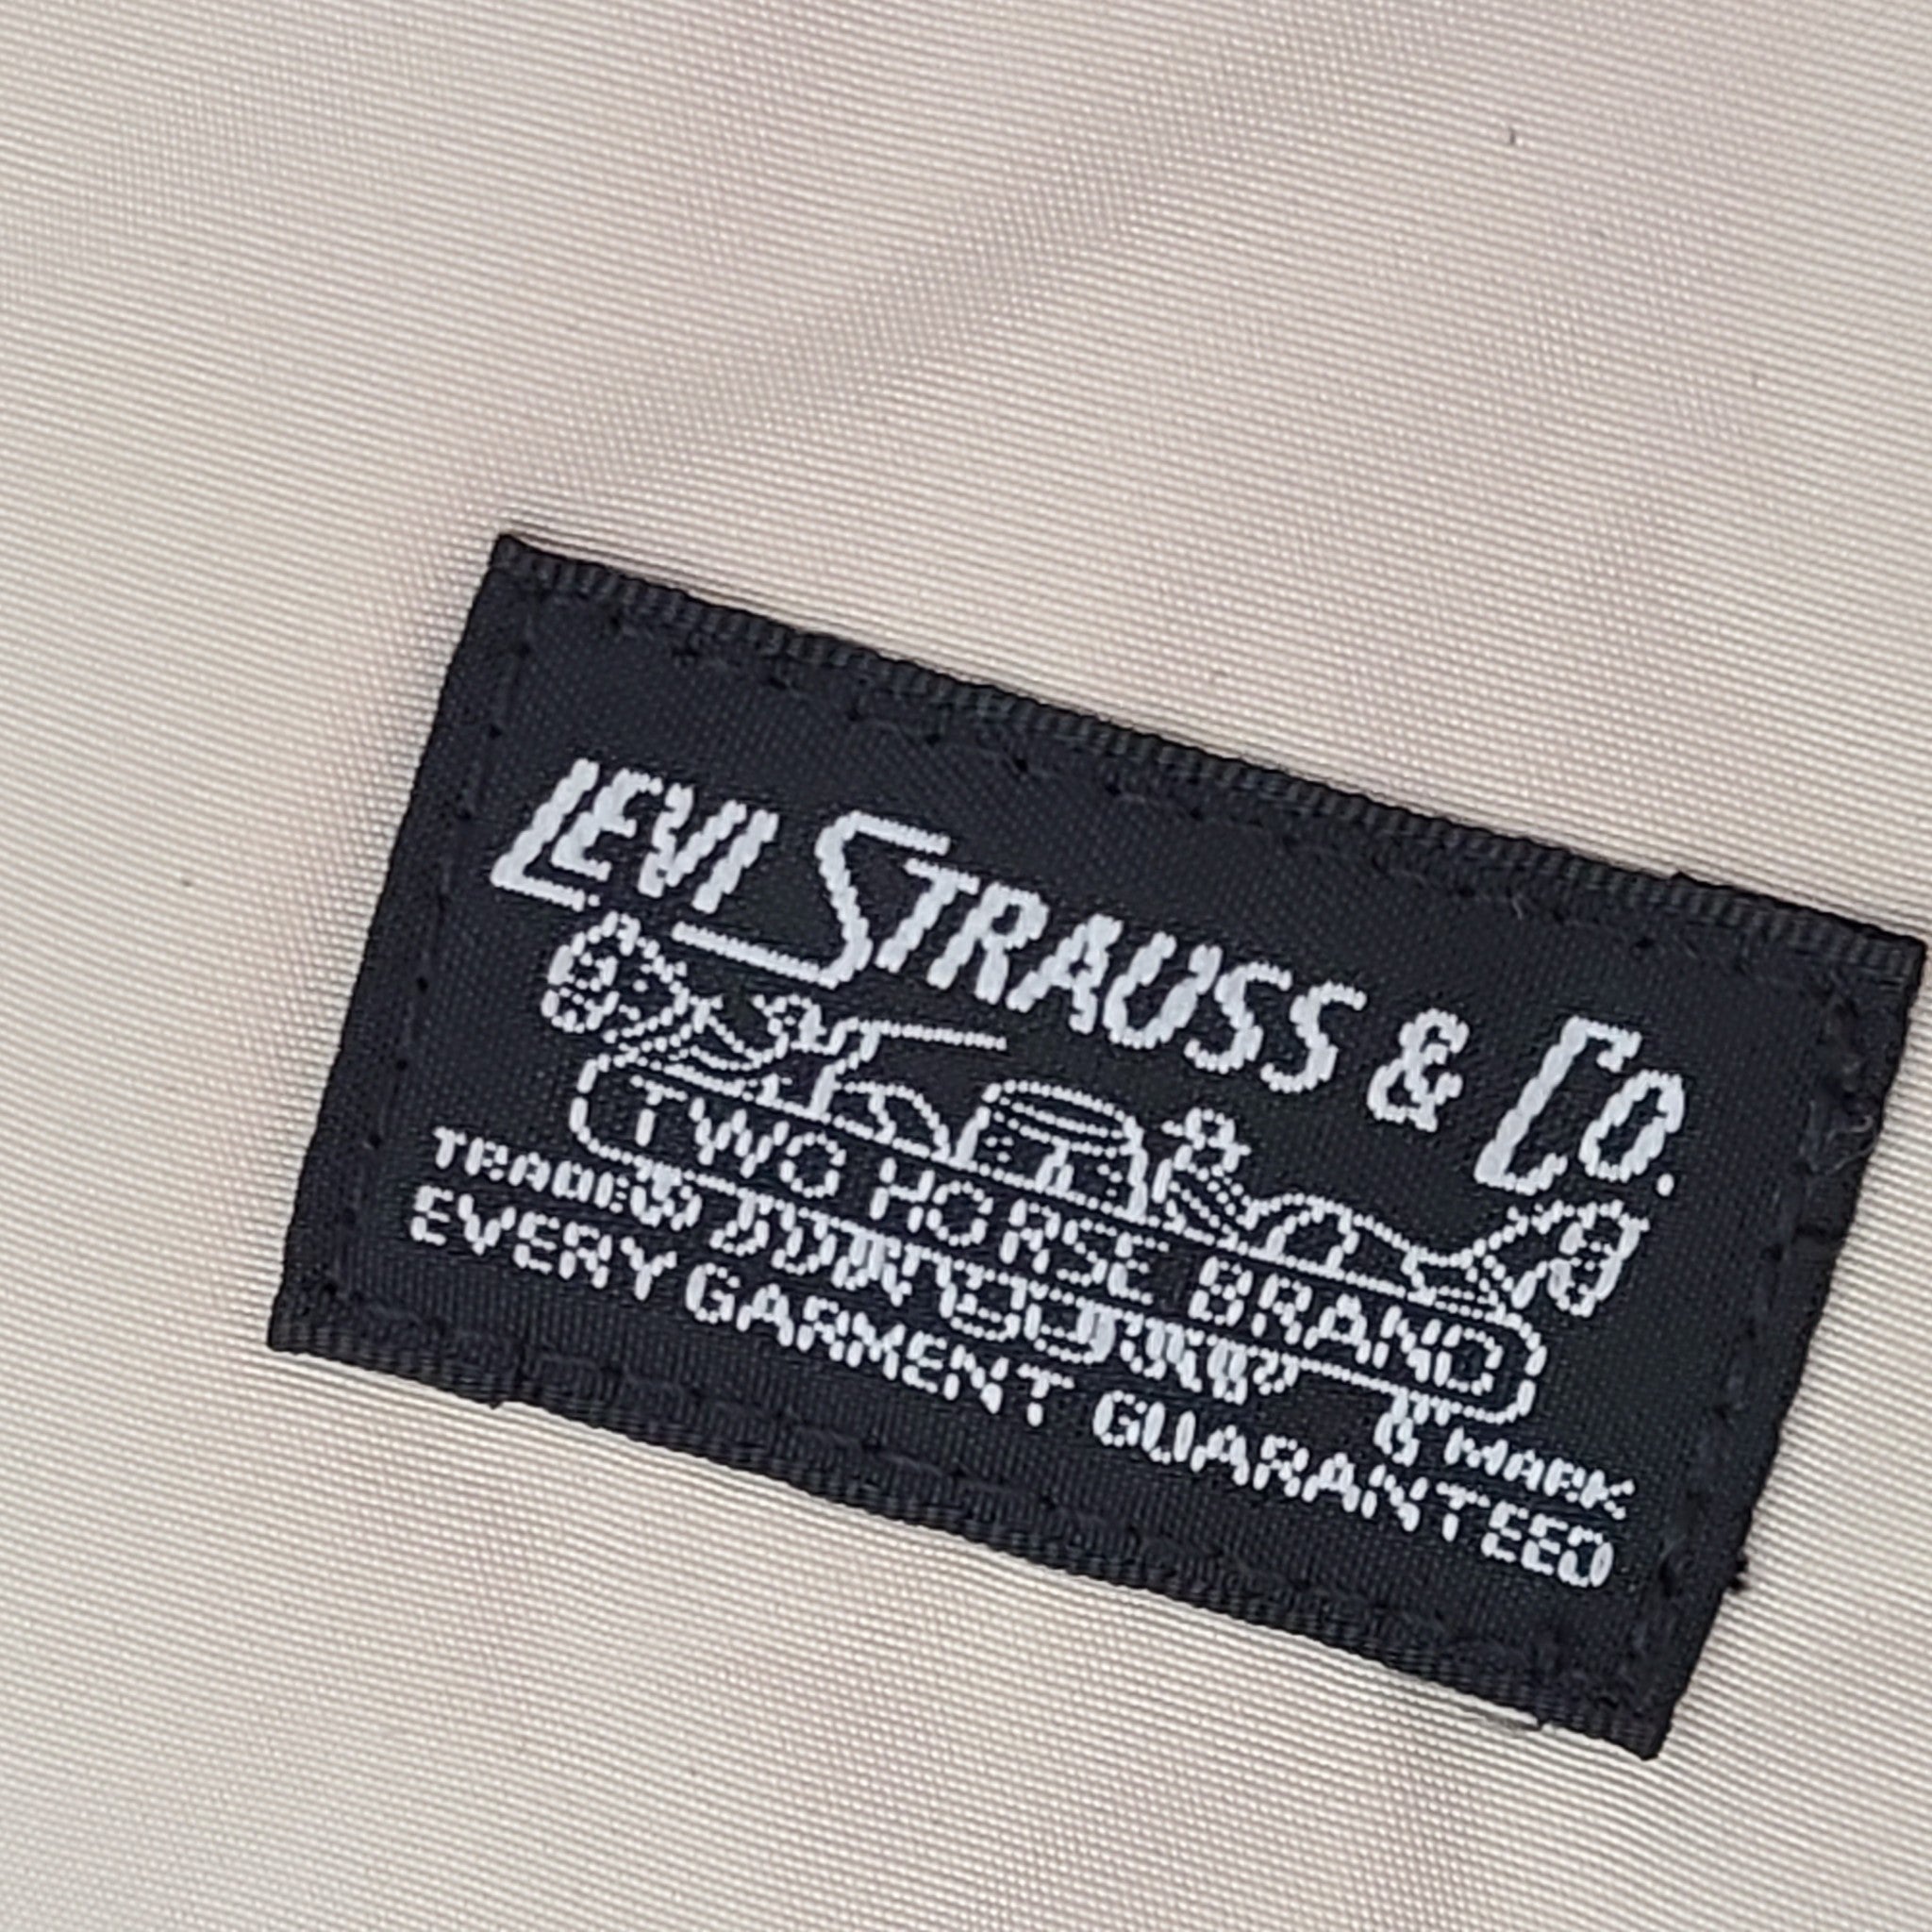 LEVI STRAUSS & CO.
TWO HORSE BRAND
TRADE MARK
EVERY GARMENT GUARANTEED